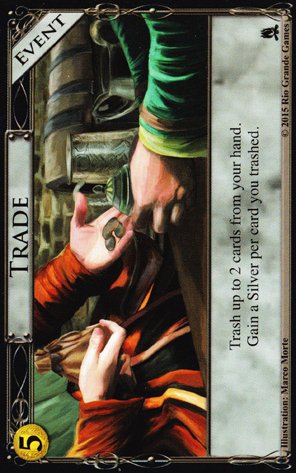 EVENT
TRADE
5
Trash up to 2 cards from your hand.
Gain a Silver per card you trashed.
Illustration: Marco Morte
© 2015 Rio Grande Games